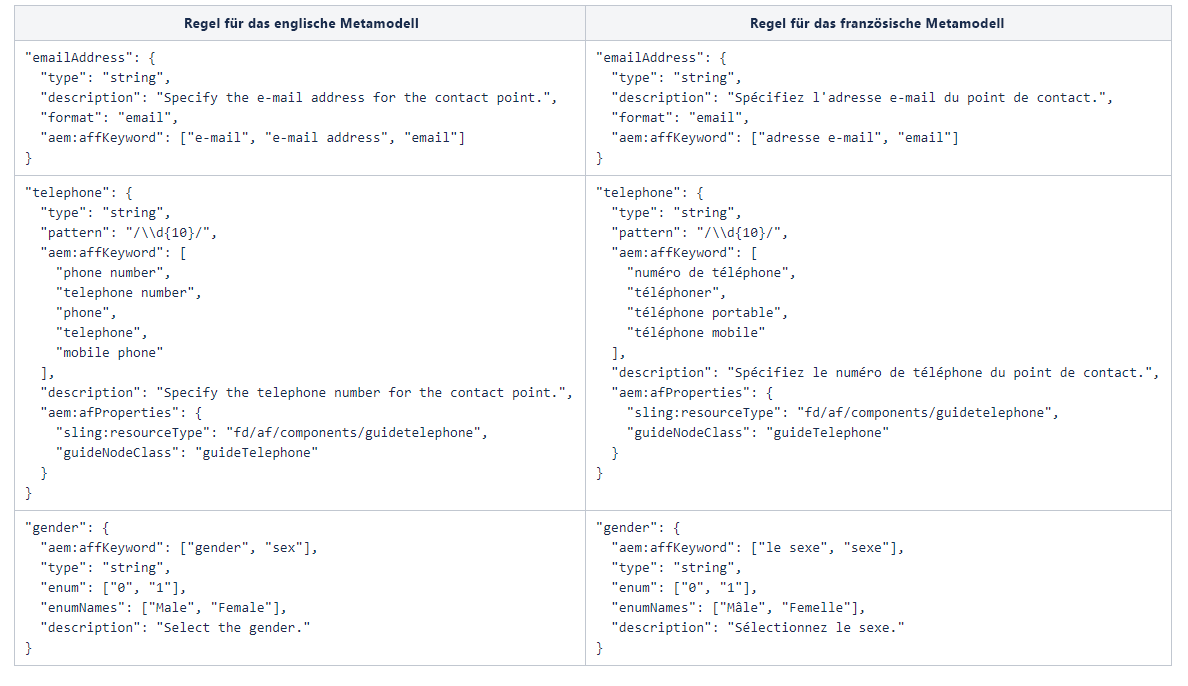 Regel für das englische Metamodell
Regel für das französische Metamodell
"emailAddress": {
  "type": "string",
  "description": "Specify the e-mail address for the contact point.",
  "format": "email",
  "aem:affKeyword": ["e-mail", "e-mail address", "email"]
}
"emailAddress": {
  "type": "string",
  "description": "Spécifiez l'adresse e-mail du point de contact.",
  "format": "email",
  "aem:affKeyword": ["adresse e-mail", "email"]
}
"telephone": {
  "type": "string",
  "pattern": "/\\d{10}/",
  "aem:affKeyword": [
    "phone number",
    "telephone number",
    "phone",
    "telephone",
    "mobile phone"
  ],
  "description": "Specify the telephone number for the contact point.",
  "aem:afProperties": {
    "sling:resourceType": "fd/af/components/guidetelephone",
    "guideNodeClass": "guideTelephone"
  }
}
"telephone": {
  "type": "string",
  "pattern": "/\\d{10}/",
  "aem:affKeyword": [
    "numéro de téléphone",
    "téléphoner",
    "téléphone portable",
    "téléphone mobile"
  ],
  "description": "Spécifiez le numéro de téléphone du point de contact.",
  "aem:afProperties": {
    "sling:resourceType": "fd/af/components/guidetelephone",
    "guideNodeClass": "guideTelephone"
  }
}
"gender": {
  "aem:affKeyword": ["gender", "sex"],
  "type": "string",
  "enum": ["0", "1"],
  "enumNames": ["Male", "Female"],
  "description": "Select the gender."
}
"gender": {
  "aem:affKeyword": ["le sexe", "sexe"],
  "type": "string",
  "enum": ["0", "1"],
  "enumNames": ["Mâle", "Femelle"],
  "description": "Sélectionnez le sexe."
}